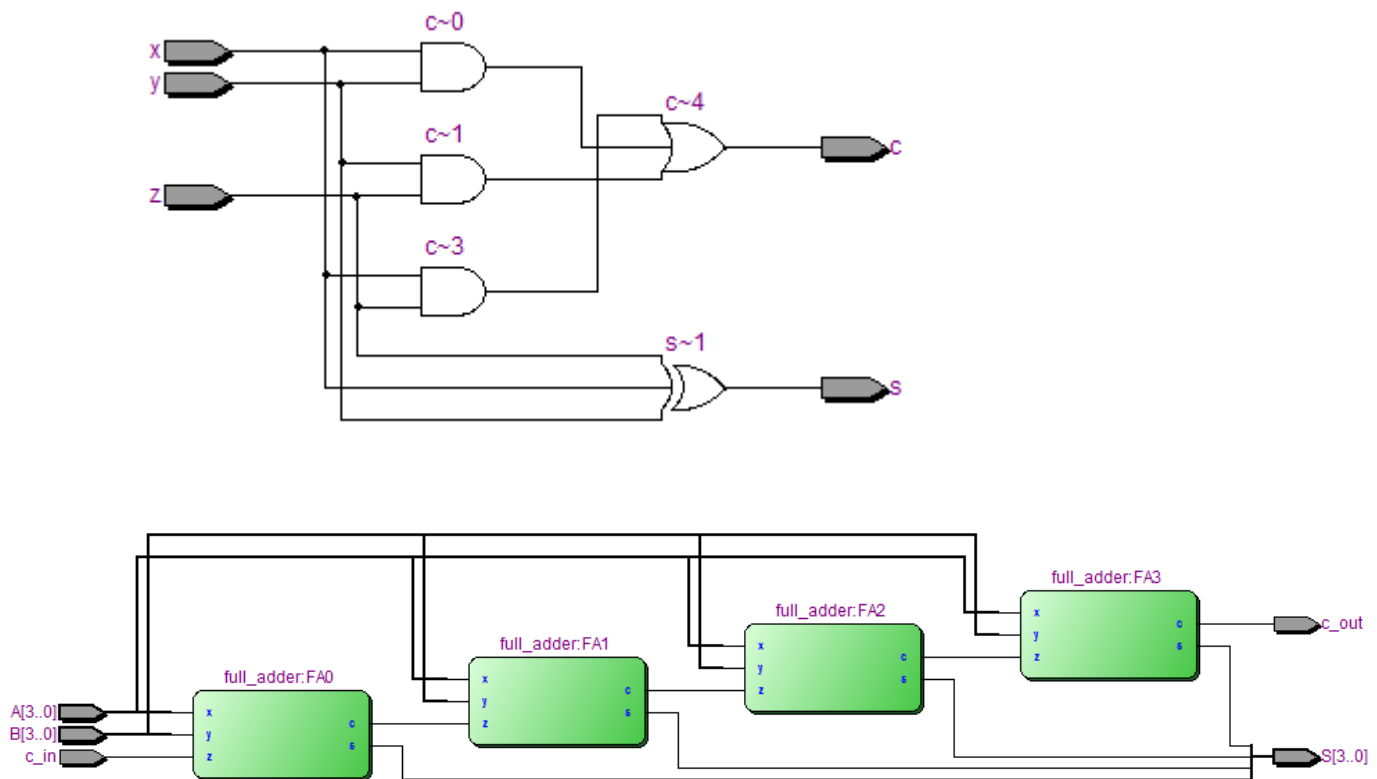 c~0
x
y
c~4
c~1
c
z
c~3
s~1
s
full_adder:FA3
x
y
z
c
s
c_out
full_adder:FA2
x
y
z
c
s
full_adder:FA1
x
y
z
c
s
full_adder:FA0
x
y
z
c
s
A[3..0]
B[3..0]
c_in
S[3..0]